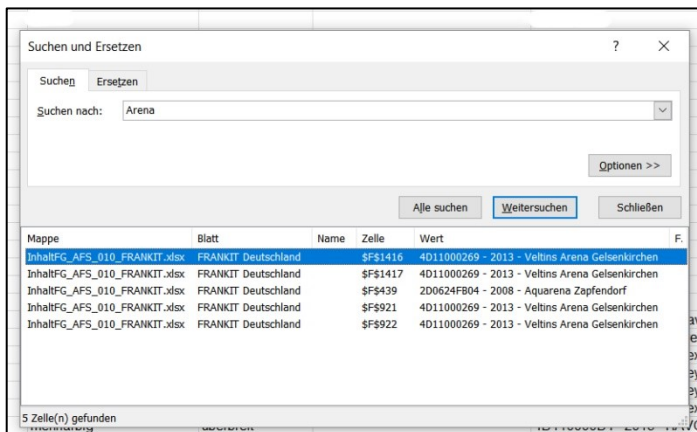 Suchen und Ersetzen ?
Suchen Ersetzen
Suchen nach: Arena
Optionen >>
Alle suchen Weitersuchen Schließen
Mappe Blatt Name Zelle Wert F.
InhaltFG_AFS_010_FRANKIT.xlsx FRANKIT Deutschland $F$1416 4D11000269 - 2013 - Veltins Arena Gelsenkirchen
InhaltFG_AFS_010_FRANKIT.xlsx FRANKIT Deutschland $F$1417 4D11000269 - 2013 - Veltins Arena Gelsenkirchen
InhaltFG_AFS_010_FRANKIT.xlsx FRANKIT Deutschland $F$439 2D0624FB04 - 2008 - Aquarena Zapfendorf
InhaltFG_AFS_010_FRANKIT.xlsx FRANKIT Deutschland $F$921 4D11000269 - 2013 - Veltins Arena Gelsenkirchen
InhaltFG_AFS_010_FRANKIT.xlsx FRANKIT Deutschland $F$922 4D11000269 - 2013 - Veltins Arena Gelsenkirchen
5 Zelle(n) gefunden